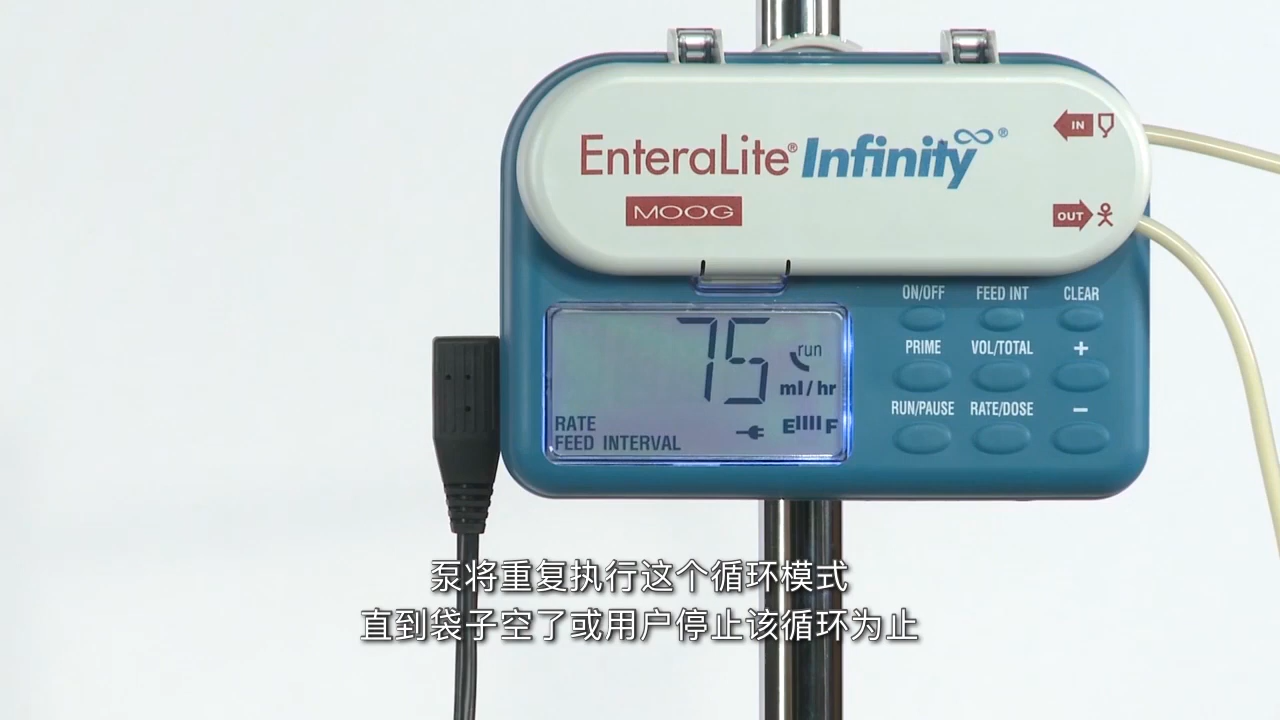 EnteraLite® Infinity®
MOOG
IN
OUT
ON/OFF FEED INT CLEAR
PRIME VOL/TOTAL +
RUN/PAUSE RATE/DOSE −
75 run
ml/hr
RATE
FEED INTERVAL
E F
泵将重复执行这个循环模式
直到袋子空了或用户停止该循环为止